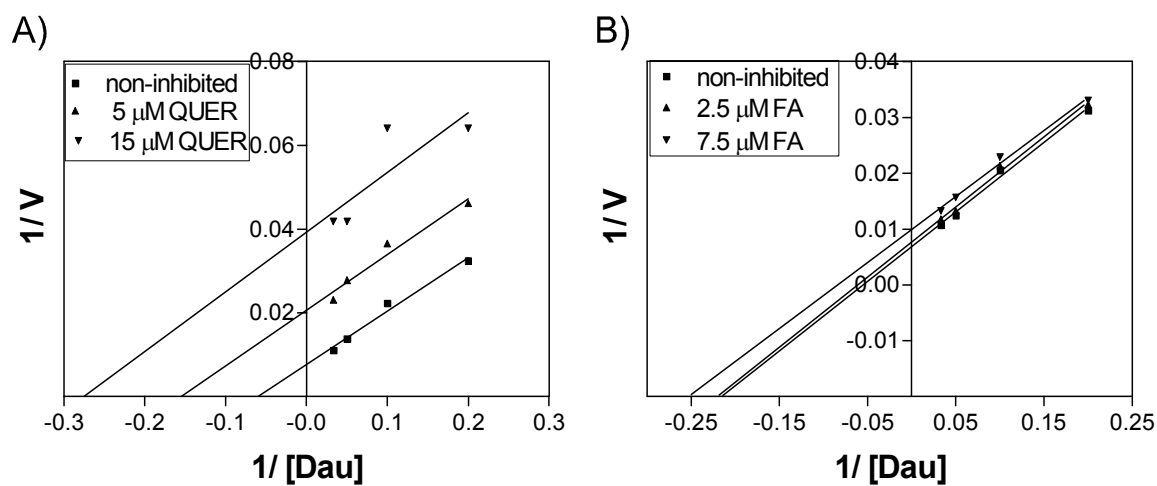 A)
0.08
non-inhibited
5 μM QUER
15 μM QUER
0.06
0.04
0.02
1/ V
-0.3 -0.2 -0.1 -0.0 0.1 0.2 0.3
1/ [Dau]
B)
0.04
non-inhibited
2.5 μM FA
7.5 μM FA
0.03
0.02
0.01
0.00
-0.01
1/ V
-0.25 -0.15 -0.05 0.05 0.15 0.25
1/ [Dau]